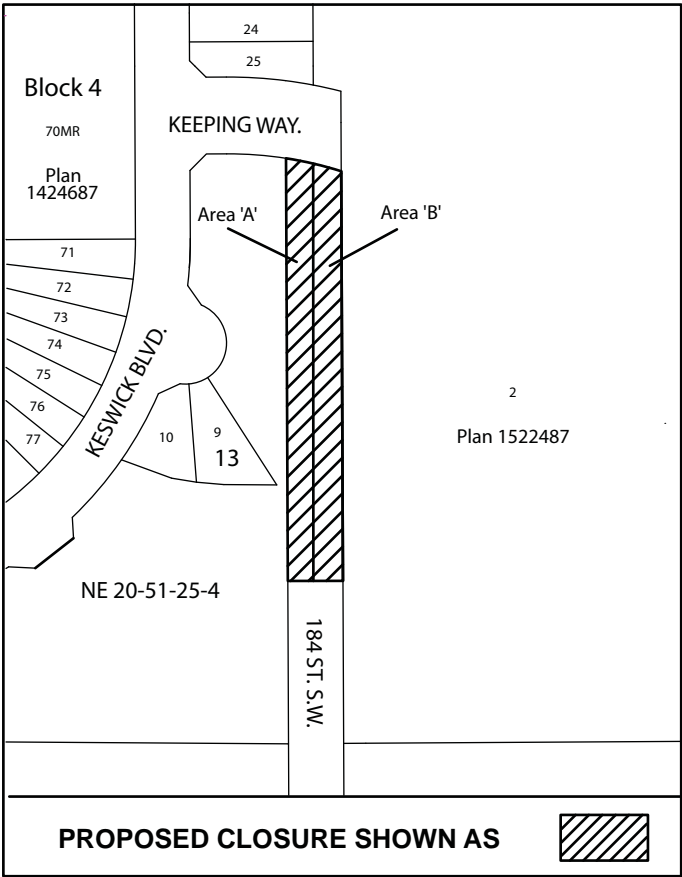 24
25
Block 4
70MR
KEEPING WAY.
Plan
1424687
Area 'A'
Area 'B'
71
72
73
74
75
76
77
KESWICK BLVD.
10
9
13
2
Plan 1522487
NE 20-51-25-4
184 ST. S.W.
PROPOSED CLOSURE SHOWN AS